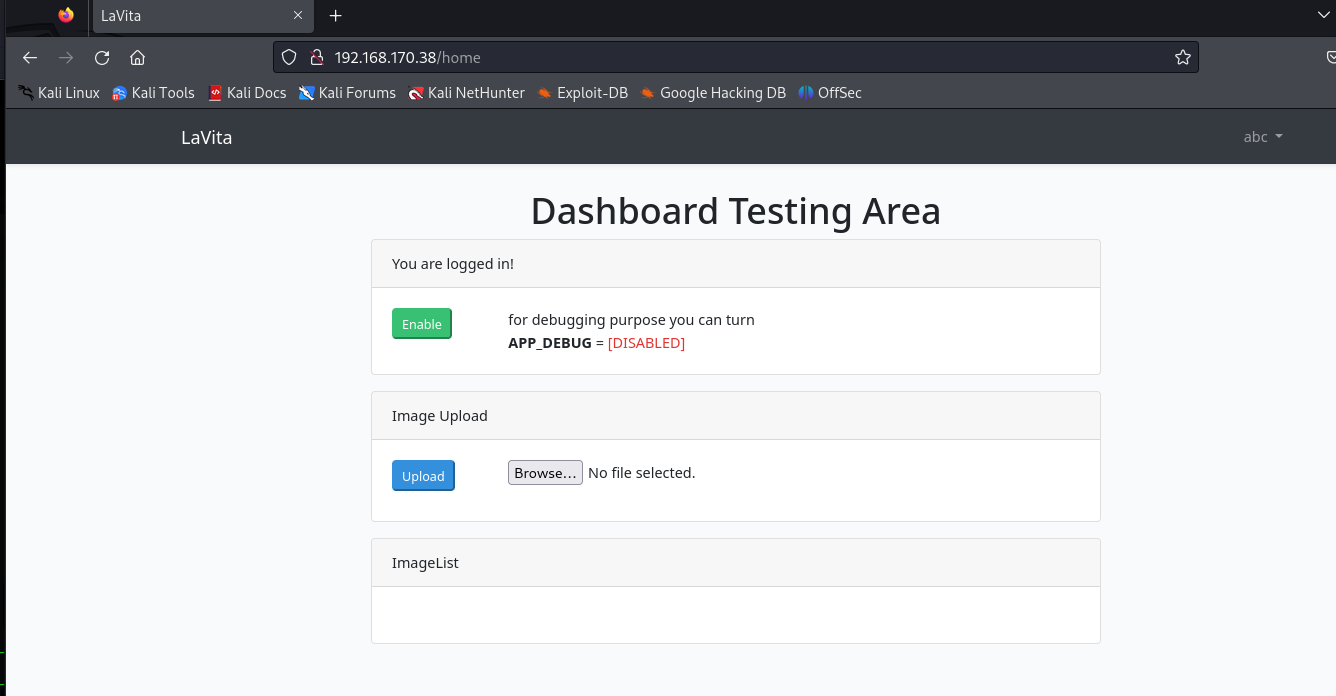 LaVita
192.168.170.38/home
Kali Linux Kali Tools Kali Docs Kali Forums Kali NetHunter Exploit-DB Google Hacking DB OffSec
LaVita abc
Dashboard Testing Area
You are logged in!
Enable for debugging purpose you can turn
APP_DEBUG = [DISABLED]
Image Upload
Upload Browse... No file selected.
ImageList